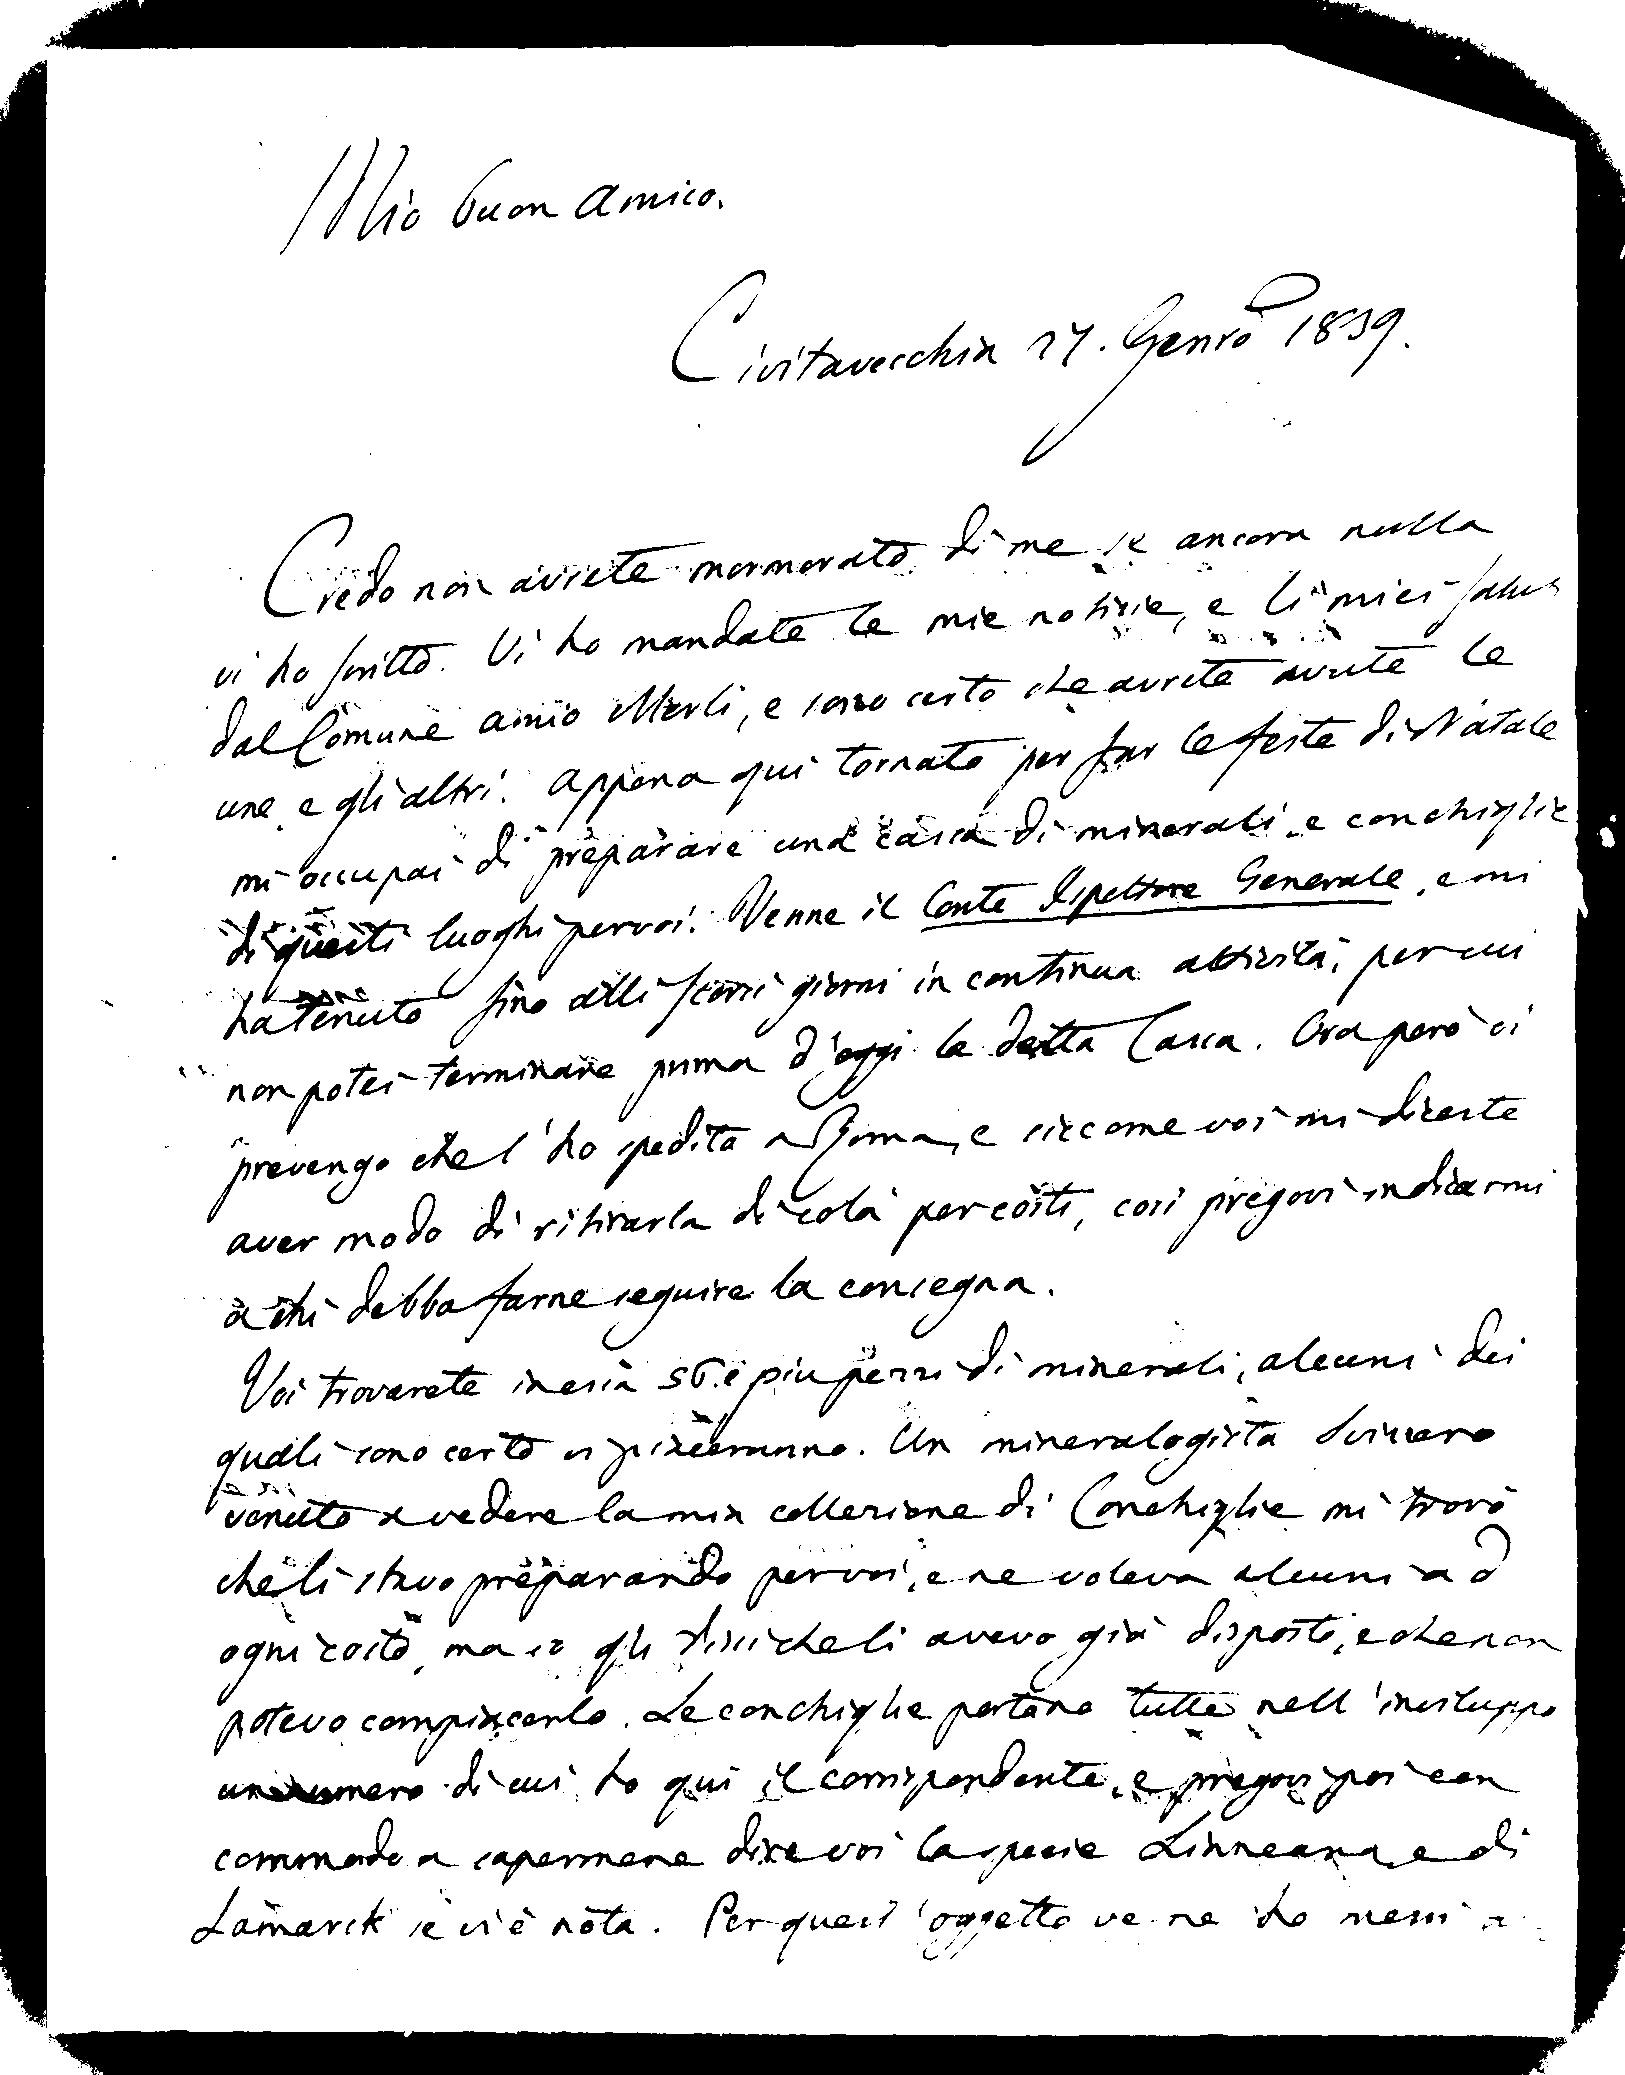 Mio buon Amico.
Civitavecchia 27. Genro 1839.
Credo non avrete mormorato di me se ancora nulla
vi ho scritto. Vi ho mandate le mie notizie, e li miei saluti
dal Comune amico Merli, e sono certo che avrete avute le
une, e gli altri. Appena qui tornato per far le feste di Natale
mi occupai di preparare una cassa di minerali, e conchiglie
di questi luoghi per voi. Venne il Conte Ispettore Generale, e mi
ha tenuto fino alli scorsi giorni in continua attività, per cui
non potei terminare prima d'oggi la detta Cassa. Ora però vi
prevengo che l'ho spedita a Roma, e siccome voi mi diceste
aver modo di ritirarla di colà per costì, così pregovi indicarmi
a chi debba farne seguire la consegna.
Voi troverete in essa 56. e più pezzi di minerali, alcuni dei
quali sono certo vi piaceranno. Un mineralogista Svizzero
venuto a vedere la mia collezione di Conchiglie mi trovò
che li stavo preparando per voi, e ne voleva alcuni ad
ogni costo, ma io gli dissi che li avevo già disposti, e che non
potevo compiacerlo. Le conchiglie portano tutte nell'inviluppo
un numero di cui ho qui il corrispondente, e pregovi poi con
commodo a sapermene dire voi la specie Linneana, e di
Lamarck se vi è nota. Per quest'oggetto ve ne ho messi